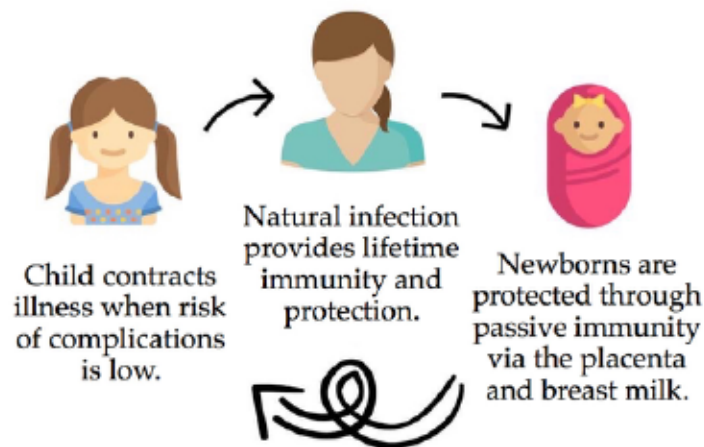 Child contracts
illness when risk
of complications
is low.
Natural infection
provides lifetime
immunity and
protection.
Newborns are
protected through
passive immunity
via the placenta
and breast milk.